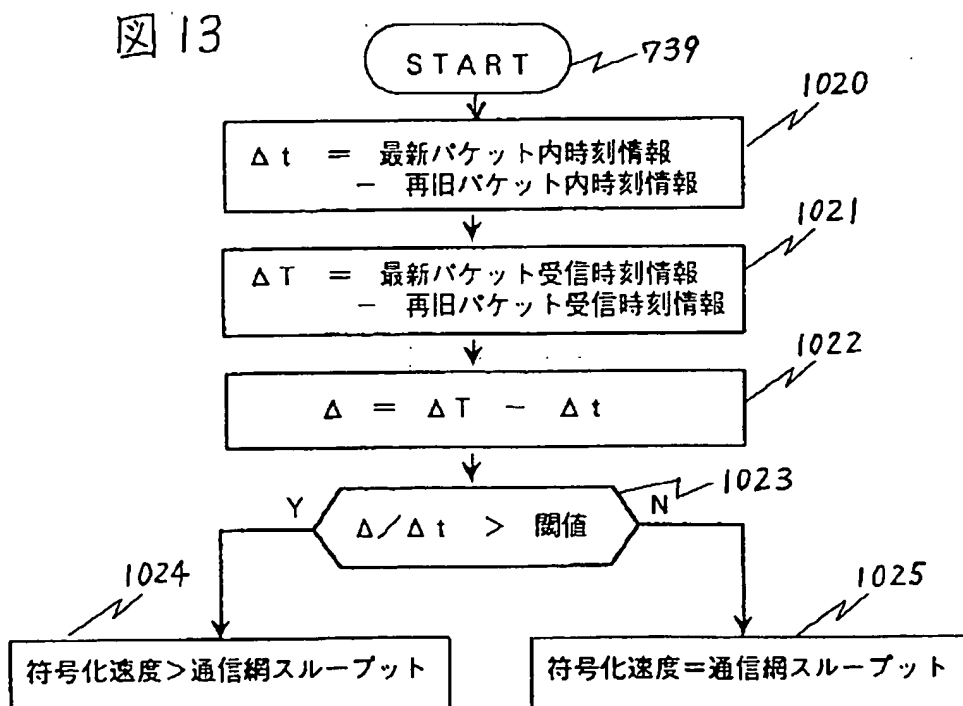 図13
START
739
1020
Δt = 最新パケット内時刻情報
- 再旧パケット内時刻情報
1021
ΔT = 最新パケット受信時刻情報
- 再旧パケット受信時刻情報
1022
Δ = ΔT - Δt
1023
Y
Δ/Δt > 閾値
N
1024
1025
符号化速度>通信網スループット
符号化速度=通信網スループット